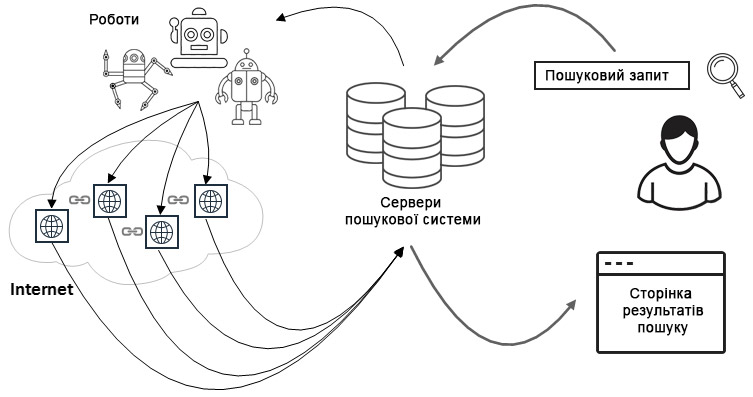 Роботи
Пошуковий запит
Сервери
пошукової системи
Internet
Сторінка
результатів
пошуку